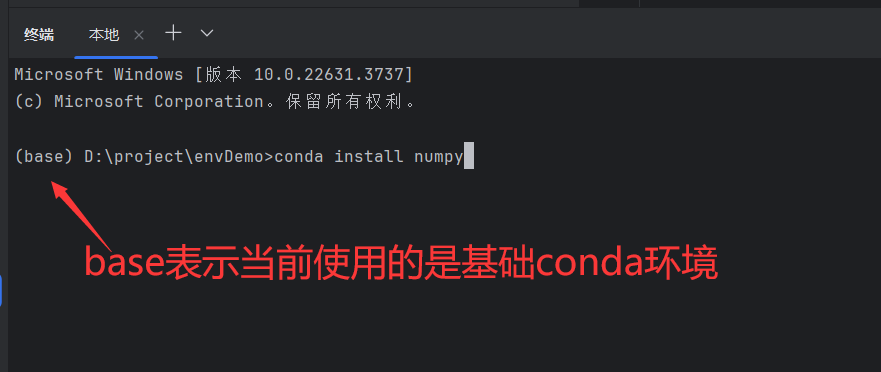 终端 本地
Microsoft Windows [版本 10.0.22631.3737]
(c) Microsoft Corporation。保留所有权利。
(base) D:\project\envDemo>conda install numpy
base表示当前使用的是基础conda环境